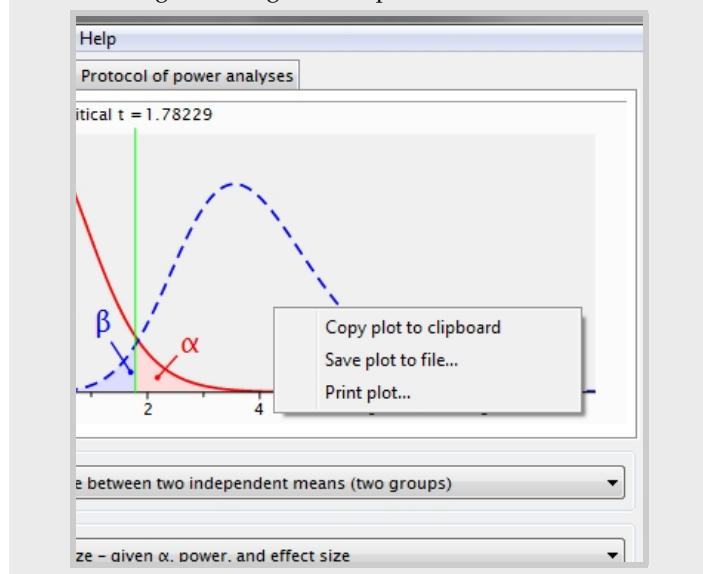 Help
Protocol of power analyses
itical t = 1.78229
β
α
Copy plot to clipboard
Save plot to file...
Print plot...
2 4
e between two independent means (two groups)
ze – given α, power, and effect size